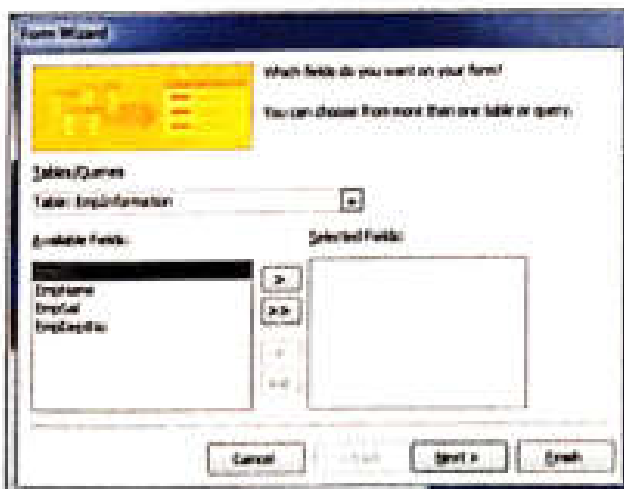 Form Wizard
Which fields do you want on your form?
You can choose from more than one table or query.
Tables/Queries
Table: EmpInformation
Available Fields:
Selected Fields:
EmpName
EmpSal
>
>>
<
<<
Cancel
< Back
Next >
Finish